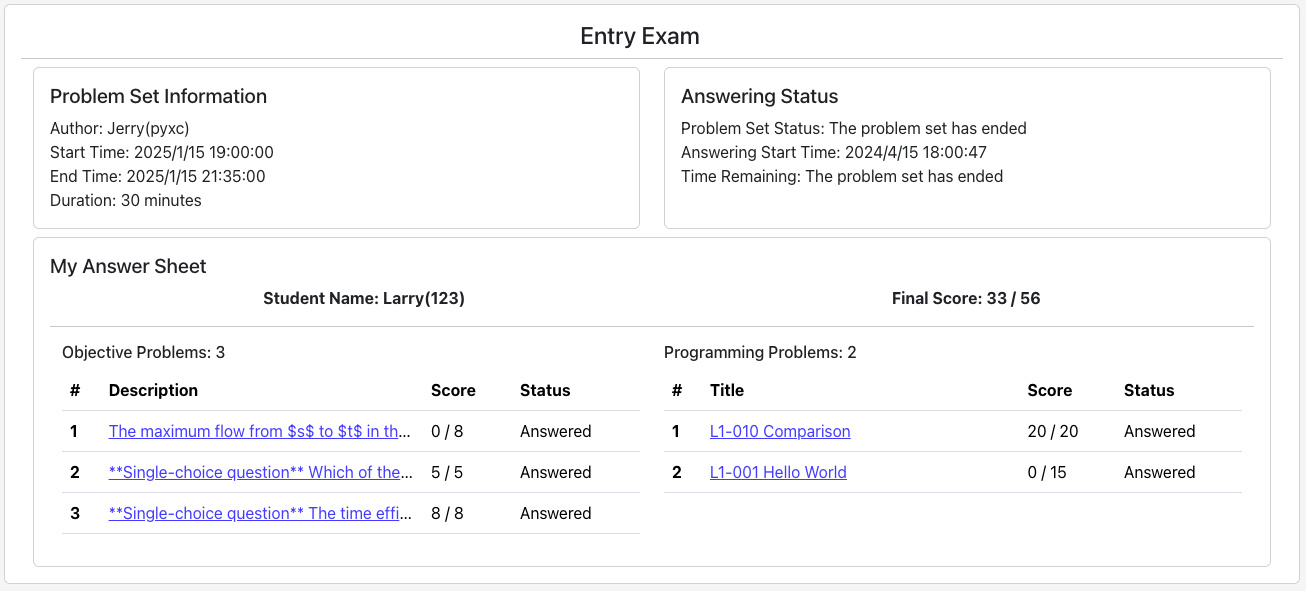 Entry Exam
Problem Set Information
Author: Jerry(pyxc)
Start Time: 2025/1/15 19:00:00
End Time: 2025/1/15 21:35:00
Duration: 30 minutes
Answering Status
Problem Set Status: The problem set has ended
Answering Start Time: 2024/4/15 18:00:47
Time Remaining: The problem set has ended
My Answer Sheet
Student Name: Larry(123)
Final Score: 33 / 56
Objective Problems: 3
# Description Score Status
1 The maximum flow from $s$ to $t$ in th... 0 / 8 Answered
2 **Single-choice question** Which of the... 5 / 5 Answered
3 **Single-choice question** The time effi... 8 / 8 Answered
Programming Problems: 2
# Title Score Status
1 L1-010 Comparison 20 / 20 Answered
2 L1-001 Hello World 0 / 15 Answered